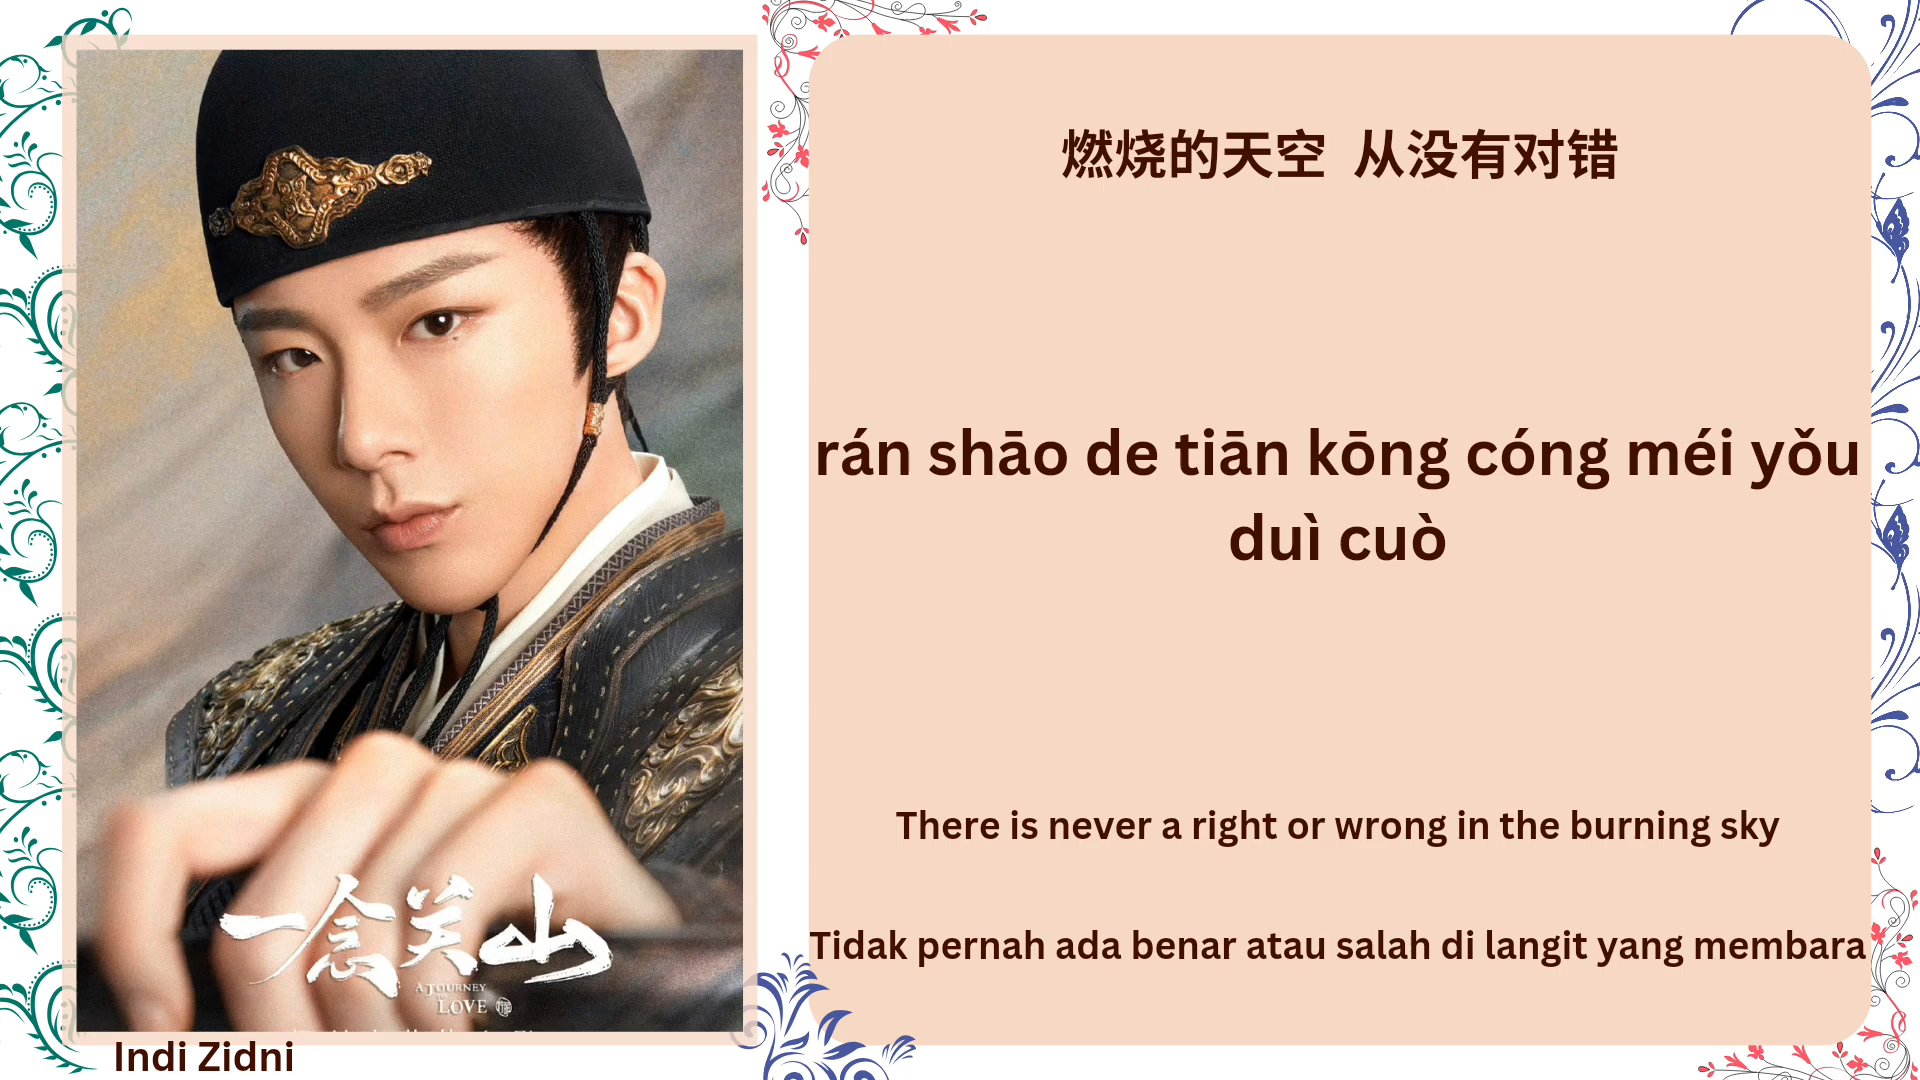 燃烧的天空 从没有对错
rán shāo de tiān kōng cóng méi yǒu
duì cuò
There is never a right or wrong in the burning sky
Tidak pernah ada benar atau salah di langit yang membara
一念关山
A JOURNEY
TO
LOVE
Indi Zidni